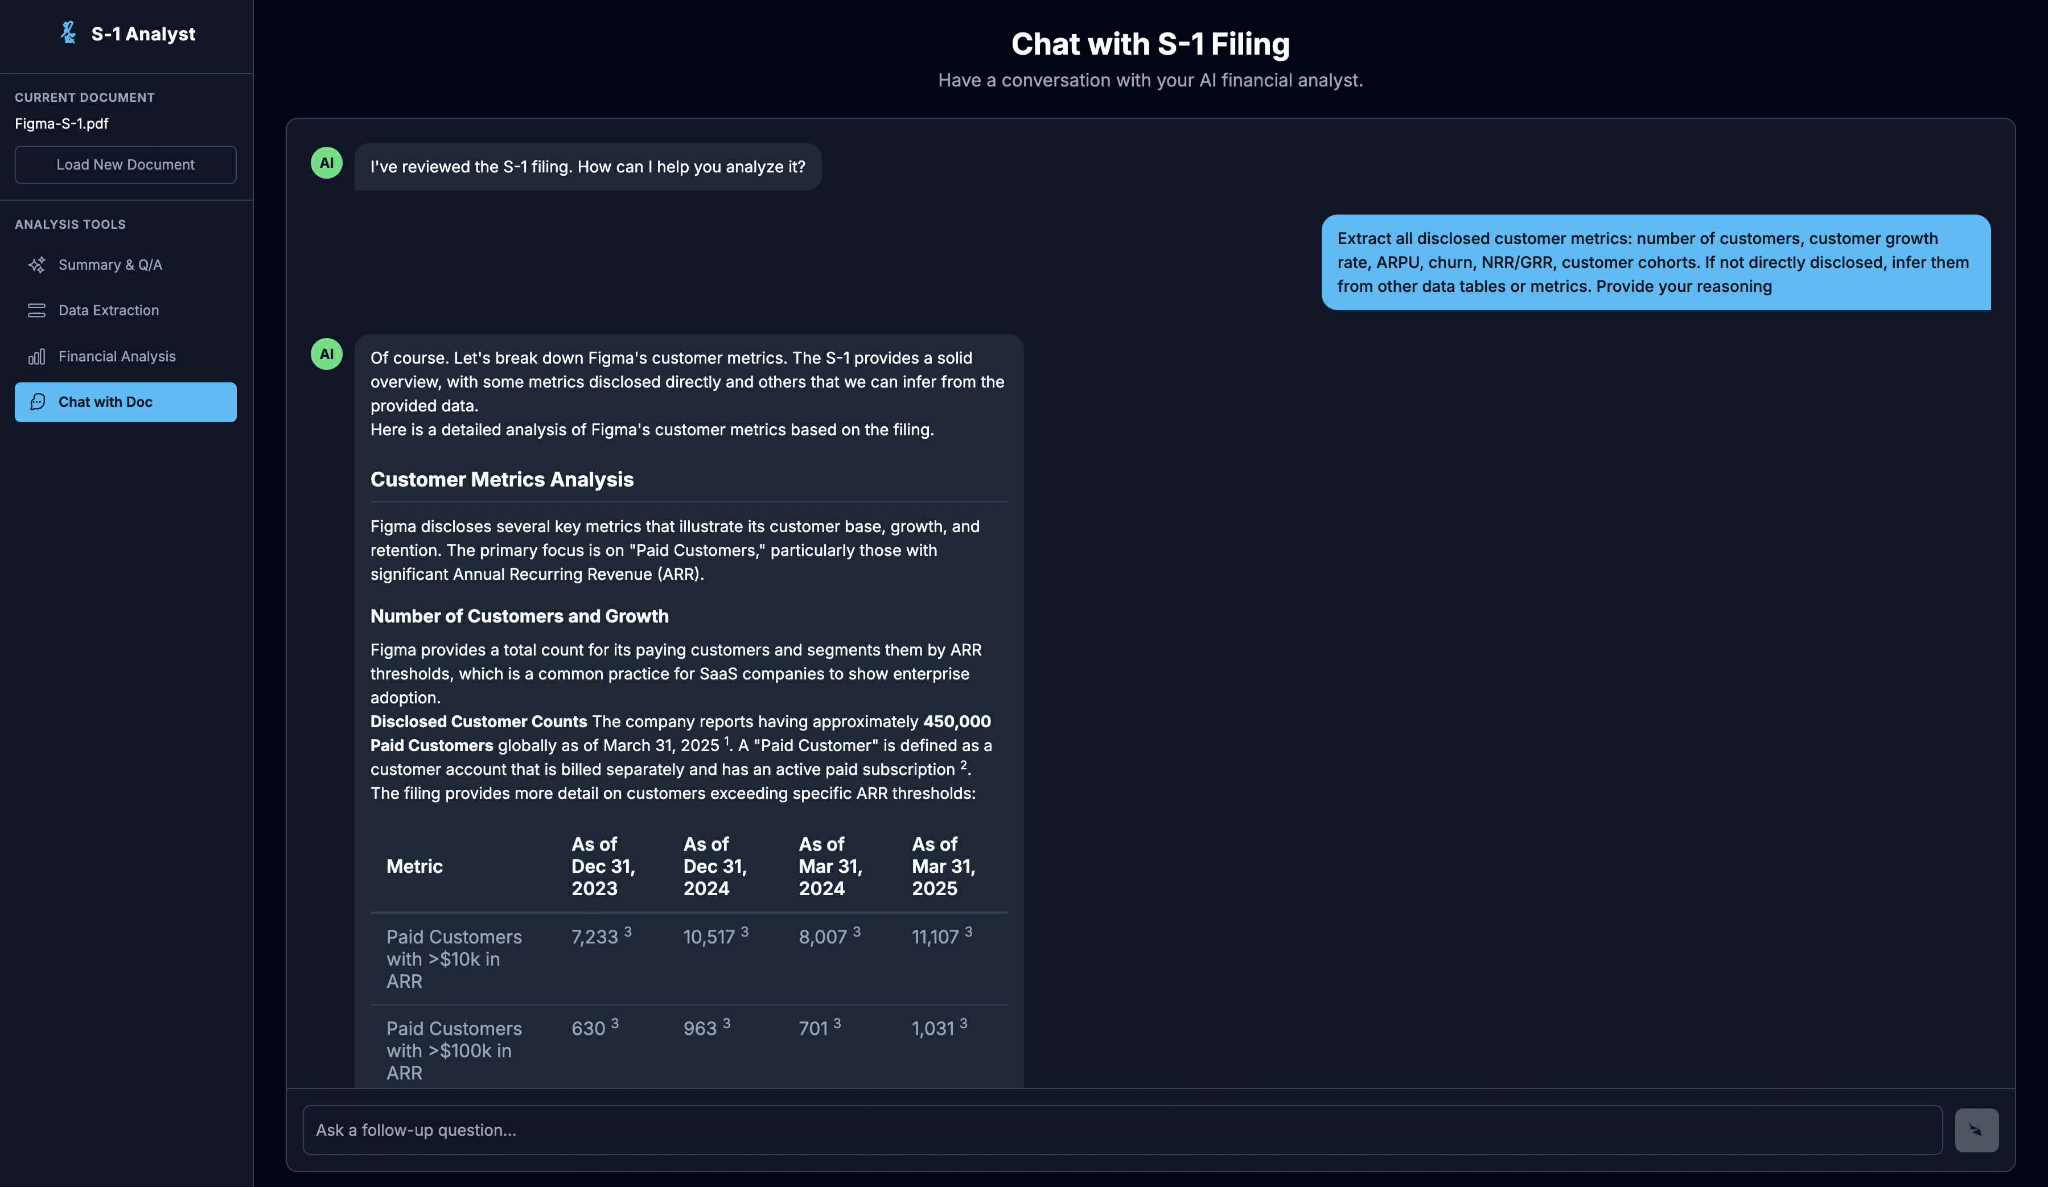 S-1 Analyst
CURRENT DOCUMENT
Figma-S-1.pdf
Load New Document
ANALYSIS TOOLS
Summary & Q/A
Data Extraction
Financial Analysis
Chat with Doc
Chat with S-1 Filing
Have a conversation with your AI financial analyst.
AI
I've reviewed the S-1 filing. How can I help you analyze it?
Extract all disclosed customer metrics: number of customers, customer growth
rate, ARPU, churn, NRR/GRR, customer cohorts. If not directly disclosed, infer them
from other data tables or metrics. Provide your reasoning
AI
Of course. Let's break down Figma's customer metrics. The S-1 provides a solid
overview, with some metrics disclosed directly and others that we can infer from the
provided data.
Here is a detailed analysis of Figma's customer metrics based on the filing.
Customer Metrics Analysis
Figma discloses several key metrics that illustrate its customer base, growth, and
retention. The primary focus is on "Paid Customers," particularly those with
significant Annual Recurring Revenue (ARR).
Number of Customers and Growth
Figma provides a total count for its paying customers and segments them by ARR
thresholds, which is a common practice for SaaS companies to show enterprise
adoption.
Disclosed Customer Counts The company reports having approximately 450,000
Paid Customers globally as of March 31, 2025 1. A "Paid Customer" is defined as a
customer account that is billed separately and has an active paid subscription 2.
The filing provides more detail on customers exceeding specific ARR thresholds:
Metric
As of
Dec 31,
2023
As of
Dec 31,
2024
As of
Mar 31,
2024
As of
Mar 31,
2025
Paid Customers
with >$10k in
ARR
7,233 3
10,517 3
8,007 3
11,107 3
Paid Customers
with >$100k in
ARR
630 3
963 3
701 3
1,031 3
Ask a follow-up question...